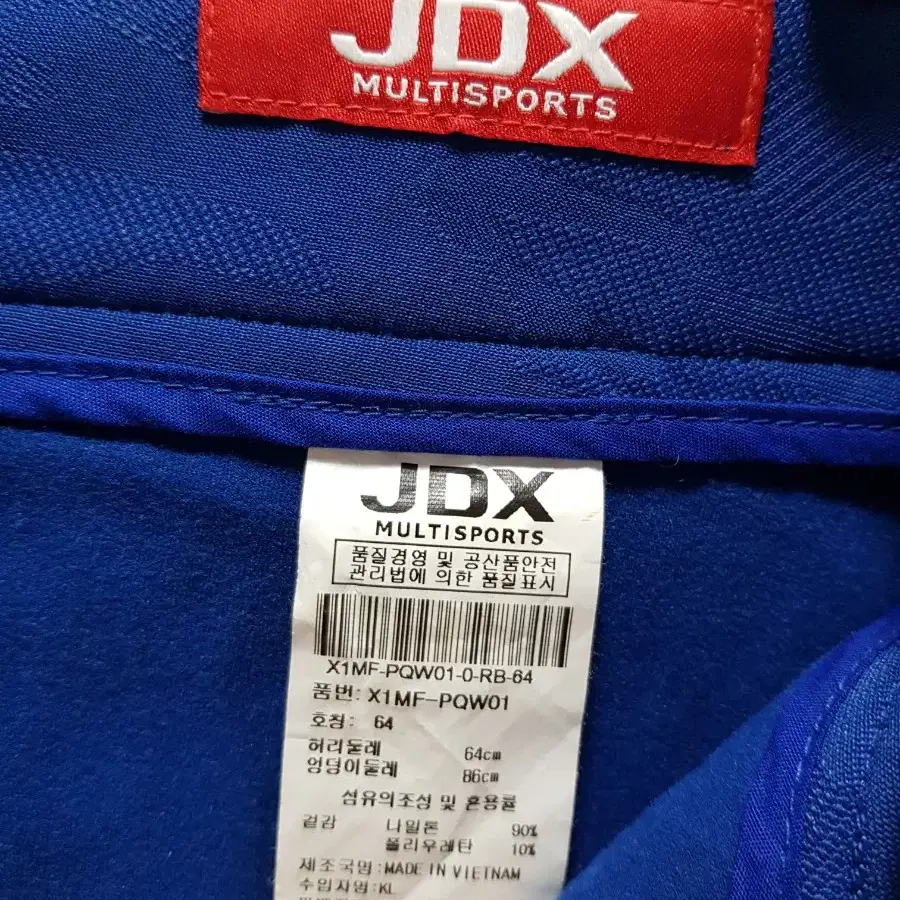 JDX
MULTISPORTS
JDX
MULTISPORTS
품질경영 및 공산품안전
관리법에 의한 품질표시
X1MF-PQW01-0-RB-64
품번: X1MF-PQW01
호칭: 64
허리둘레 64cm
엉덩이둘레 86cm
섬유의조성 및 혼용률
겉감 나일론 90%
폴리우레탄 10%
제조국명:MADE IN VIETNAM
수입자명:KL